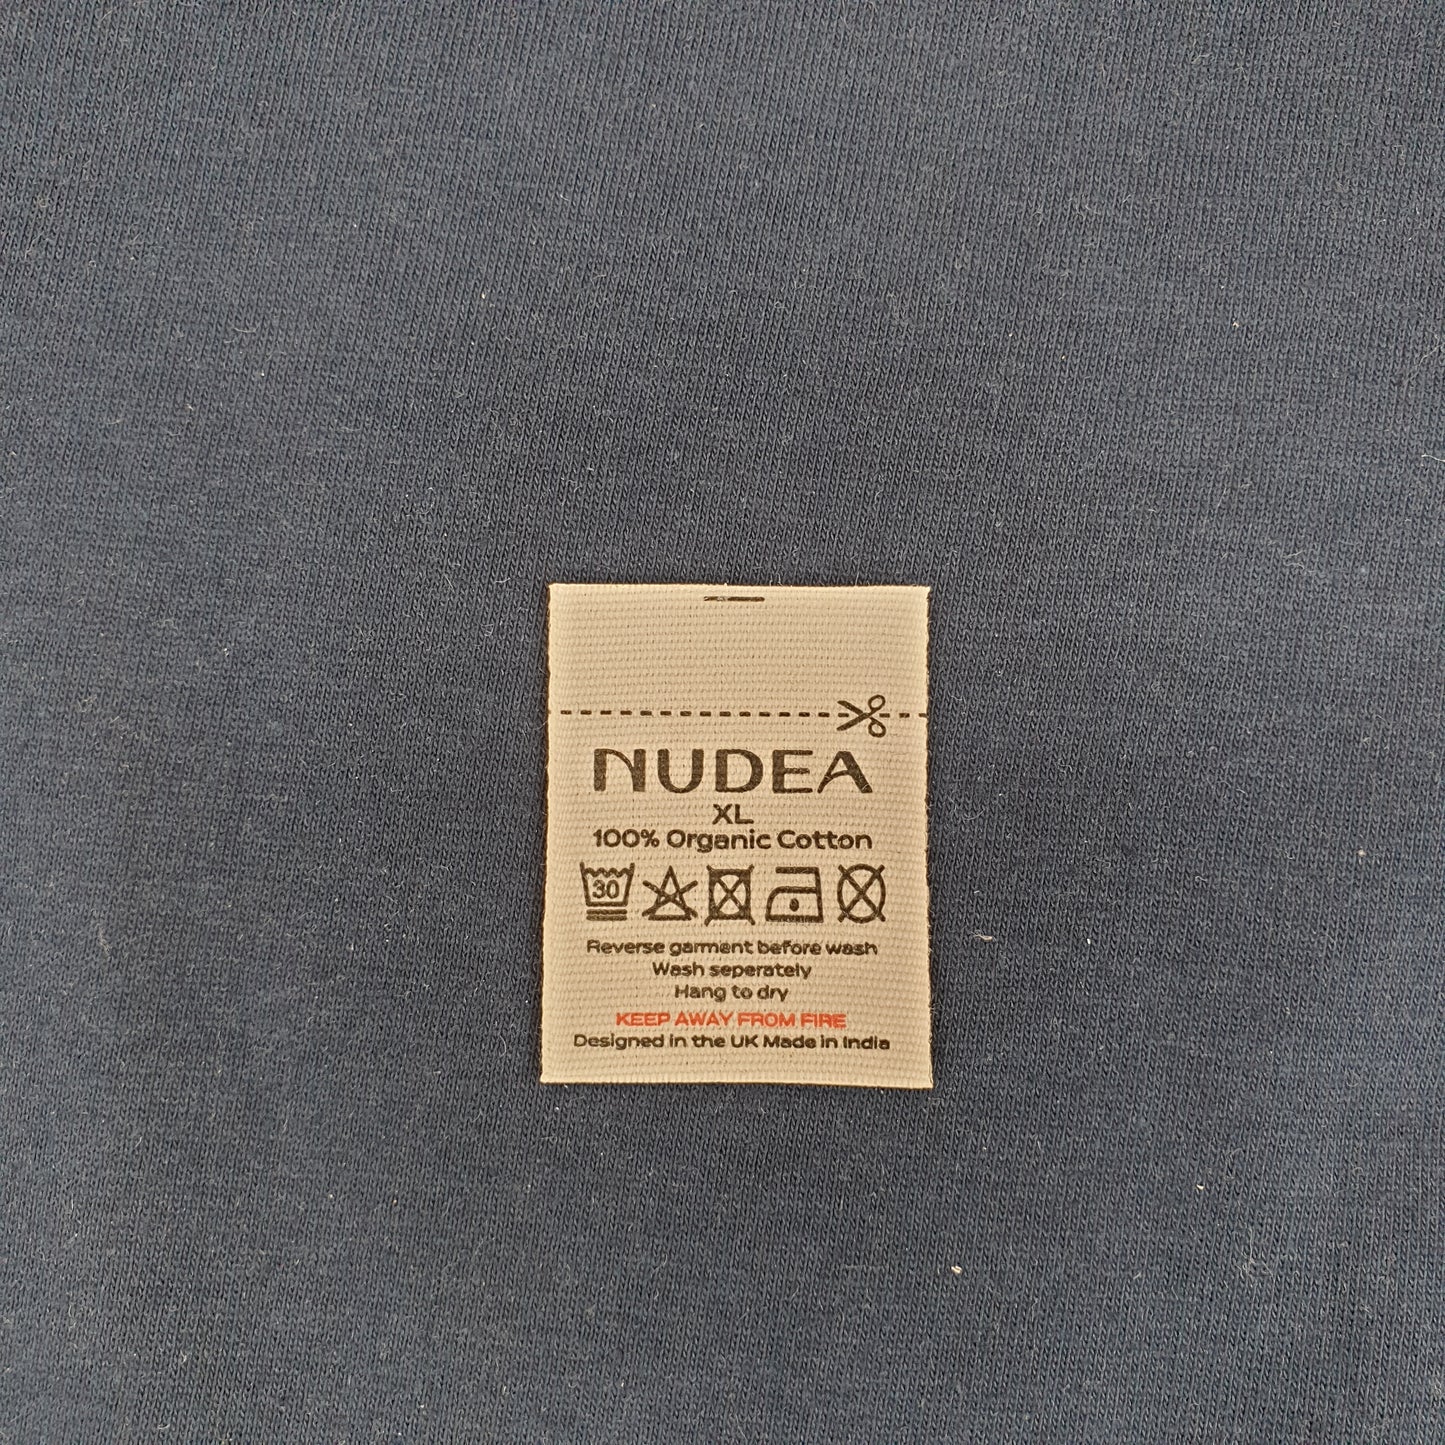 NUDEA
XL
100% Organic Cotton
30
Reverse garment before wash
Wash seperately
Hang to dry
KEEP AWAY FROM FIRE
Designed in the UK Made in India